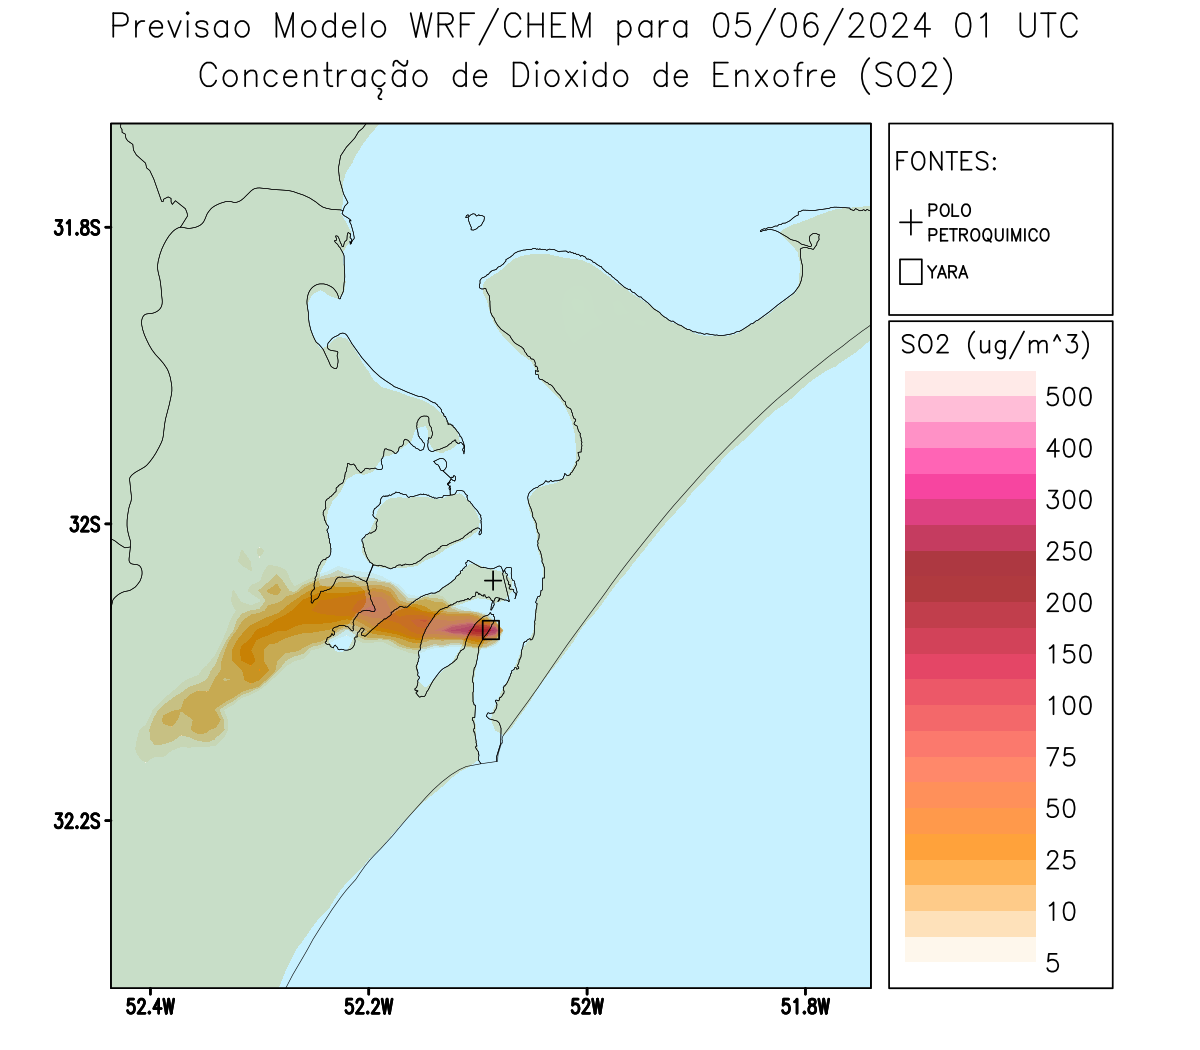 Previsao Modelo WRF/CHEM para 05/06/2024 01 UTC
Concentração de Dioxido de Enxofre (SO2)
FONTES:
POLO
PETROQUIMICO
YARA
SO2 (ug/m^3)
500
400
300
250
200
150
100
75
50
25
10
5
31.8S
32S
32.2S
52.4W
52.2W
52W
51.8W